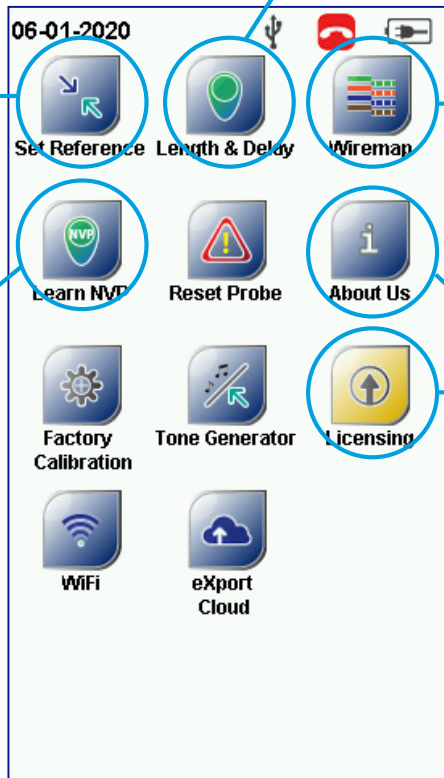 06-01-2020
Set Reference Length & Delay Wiremap
NVP
Learn NVP Reset Probe About Us
Factory Calibration Tone Generator Licensing
WiFi eXport Cloud